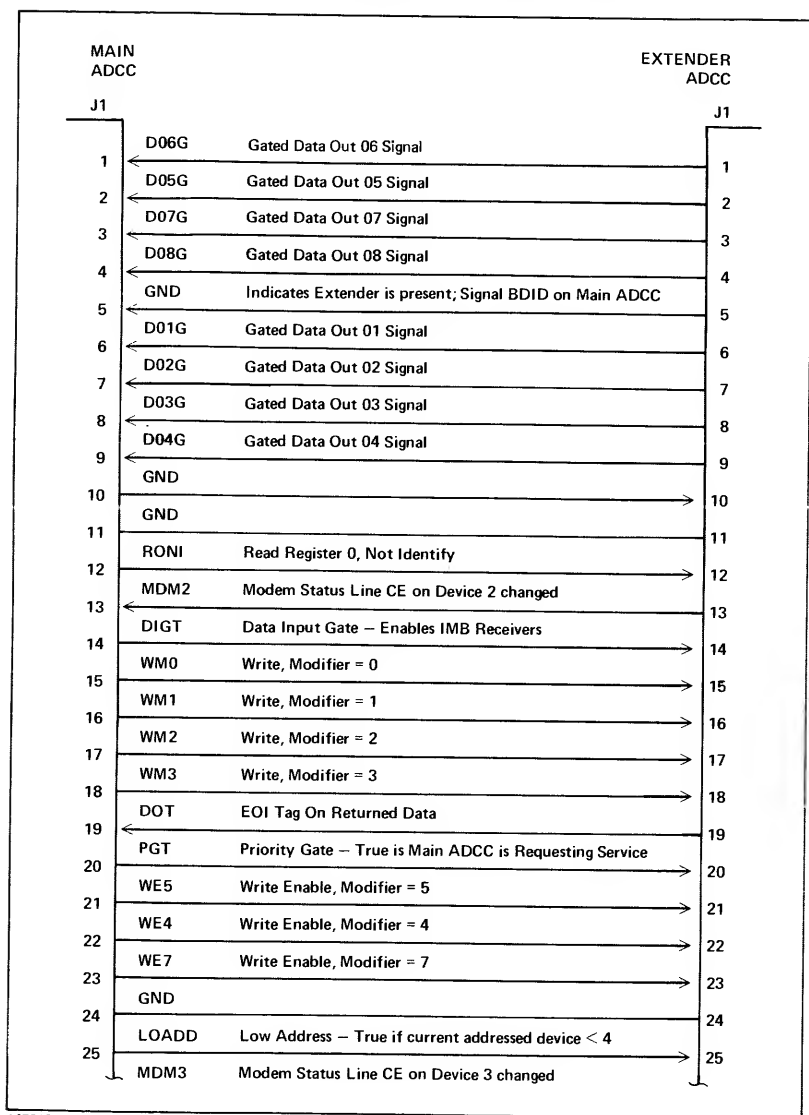 MAIN
ADCC
EXTENDER
ADCC
J1
J1
D06G Gated Data Out 06 Signal
1 1
D05G Gated Data Out 05 Signal
2 2
D07G Gated Data Out 07 Signal
3 3
D08G Gated Data Out 08 Signal
4 4
GND Indicates Extender is present; Signal BDID on Main ADCC
5 5
D01G Gated Data Out 01 Signal
6 6
D02G Gated Data Out 02 Signal
7 7
D03G Gated Data Out 03 Signal
8 8
D04G Gated Data Out 04 Signal
9 9
GND
10 10
GND
11 11
RONI Read Register 0, Not Identify
12 12
MDM2 Modem Status Line CE on Device 2 changed
13 13
DIGT Data Input Gate — Enables IMB Receivers
14 14
WM0 Write, Modifier = 0
15 15
WM1 Write, Modifier = 1
16 16
WM2 Write, Modifier = 2
17 17
WM3 Write, Modifier = 3
18 18
DOT EOI Tag On Returned Data
19 19
PGT Priority Gate — True is Main ADCC is Requesting Service
20 20
WE5 Write Enable, Modifier = 5
21 21
WE4 Write Enable, Modifier = 4
22 22
WE7 Write Enable, Modifier = 7
23 23
GND
24 24
LOADD Low Address — True if current addressed device < 4
25 25
MDM3 Modem Status Line CE on Device 3 changed